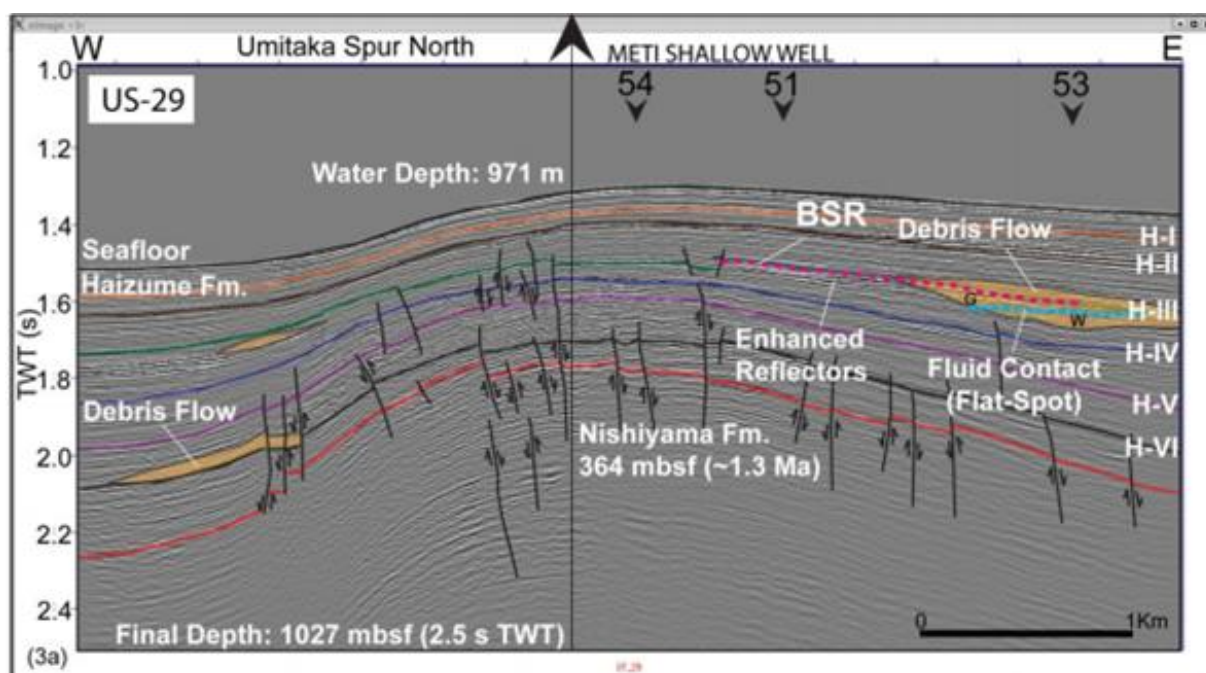 W
Umitaka Spur North
METI SHALLOW WELL
E
US-29
54
51
53
Water Depth: 971 m
BSR
Debris Flow
Seafloor
Haizume Fm.
H-I
H-II
H-III
H-IV
H-V
H-VI
G
W
Enhanced
Reflectors
Fluid Contact
(Flat-Spot)
Debris Flow
Nishiyama Fm.
364 mbsf (~1.3 Ma)
Final Depth: 1027 mbsf (2.5 s TWT)
0
1Km
TWT (s)
1.0
1.2
1.4
1.6
1.8
2.0
2.2
2.4
(3a)